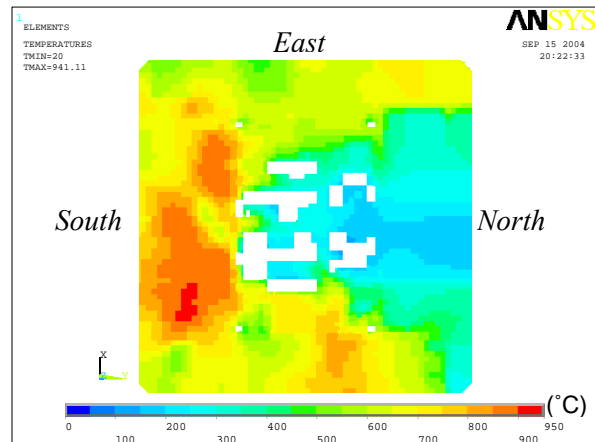 1
ELEMENTS
TEMPERATURES
TMIN=20
TMAX=941.11
ANSYS
SEP 15 2004
20:22:33
East
South
North
X
Z Y
0 50 200 400 600 800 950 (°C)
100 300 500 700 900